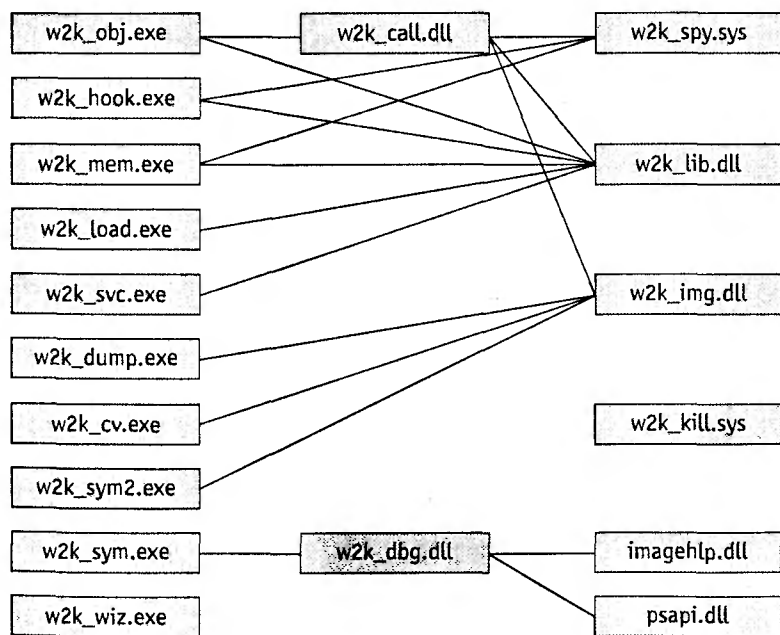 w2k_obj.exe w2k_call.dll w2k_spy.sys
w2k_hook.exe
w2k_mem.exe w2k_lib.dll
w2k_load.exe
w2k_svc.exe w2k_img.dll
w2k_dump.exe
w2k_cv.exe w2k_kill.sys
w2k_sym2.exe
w2k_sym.exe w2k_dbg.dll imagehlp.dll
w2k_wiz.exe psapi.dll